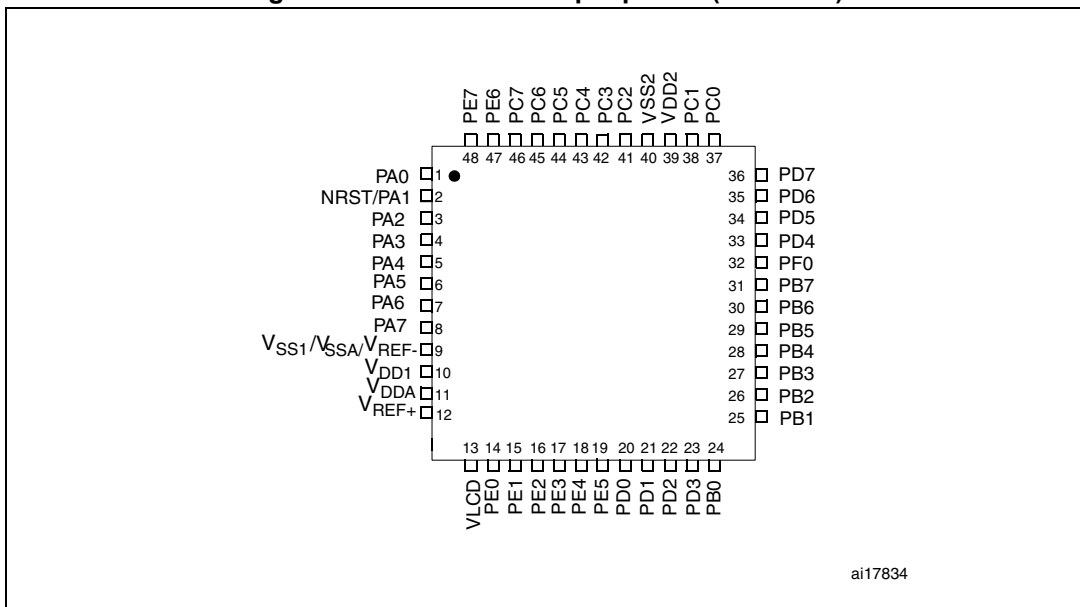 PE7 PE6 PC7 PC6 PC5 PC4 PC3 PC2 VSS2 VDD2 PC1 PC0
48 47 46 45 44 43 42 41 40 39 38 37
PA0 1 36 PD7
NRST/PA1 2 35 PD6
PA2 3 34 PD5
PA3 4 33 PD4
PA4 5 32 PF0
PA5 6 31 PB7
PA6 7 30 PB6
PA7 8 29 PB5
VSS1/VSSA/VREF- 9 28 PB4
VDD1 10 27 PB3
VDDA 11 26 PB2
VREF+ 12 25 PB1
13 14 15 16 17 18 19 20 21 22 23 24
VLCD PE0 PE1 PE2 PE3 PE4 PE5 PD0 PD1 PD2 PD3 PB0
ai17834